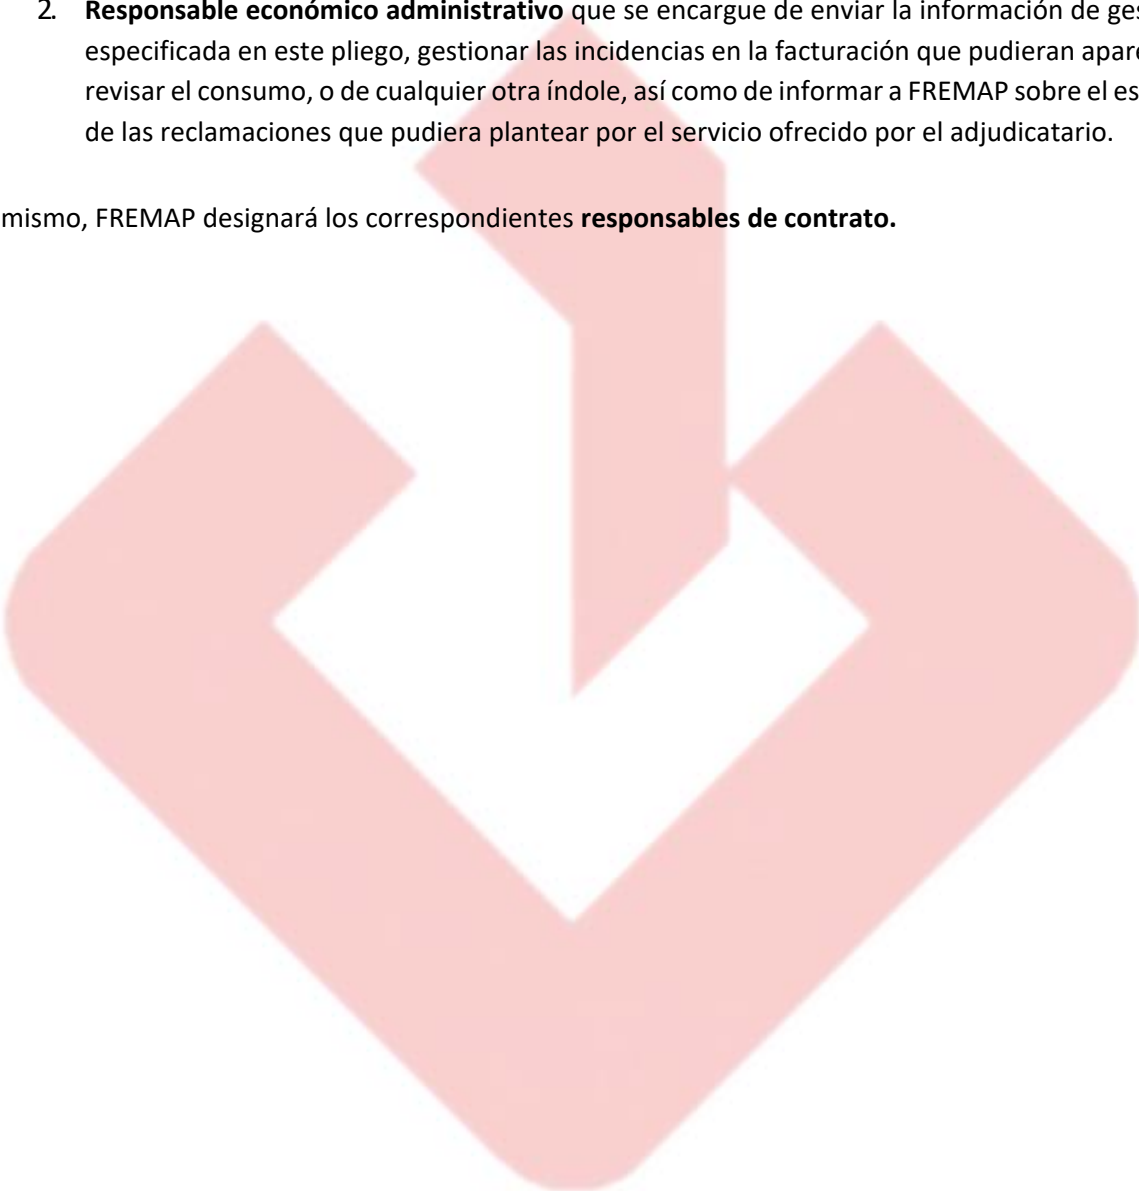 2. Responsable económico administrativo que se encargue de enviar la información de ges
especificada en este pliego, gestionar las incidencias en la facturación que pudieran apare
revisar el consumo, o de cualquier otra índole, así como de informar a FREMAP sobre el es
de las reclamaciones que pudiera plantear por el servicio ofrecido por el adjudicatario.
mismo, FREMAP designará los correspondientes responsables de contrato.